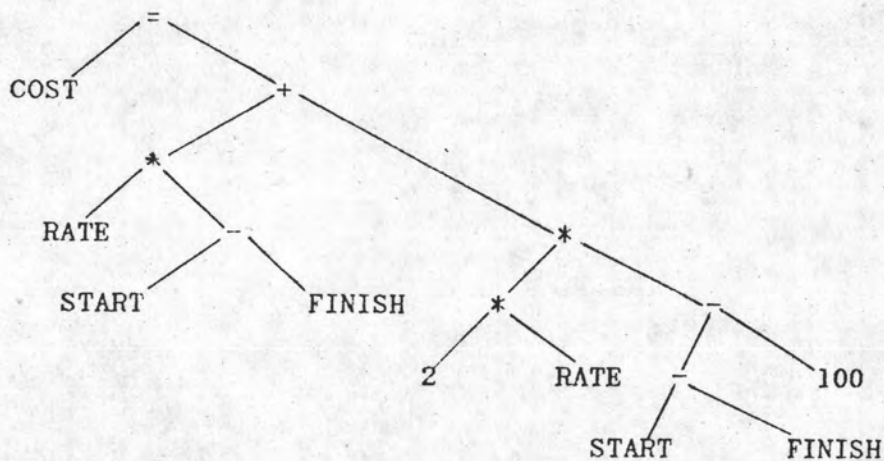 =
COST +
*
RATE - *
START FINISH * -
2 RATE - 100
START FINISH